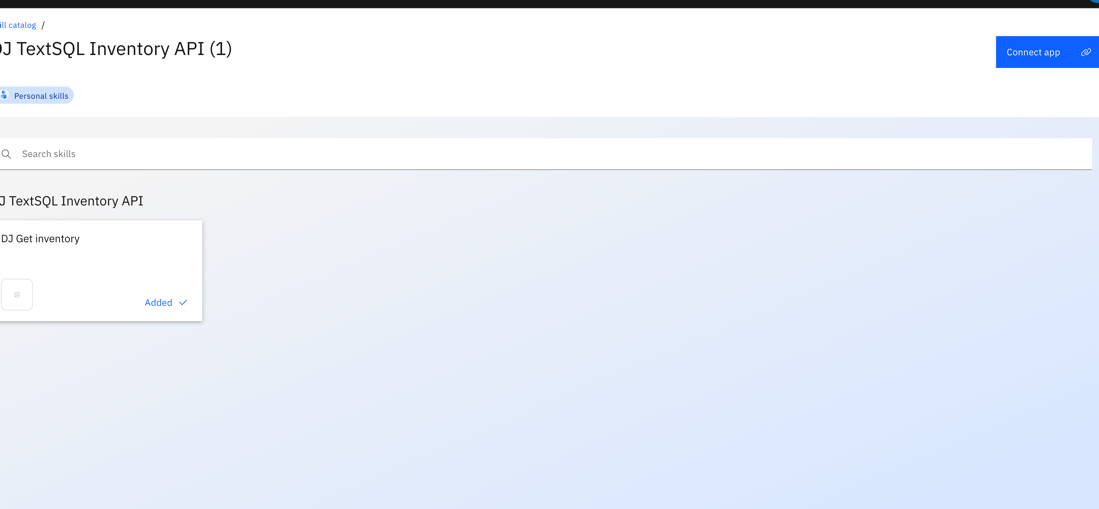 ill catalog /
DJ TextSQL Inventory API (1)
Connect app
Personal skills
Search skills
J TextSQL Inventory API
DJ Get inventory
Added